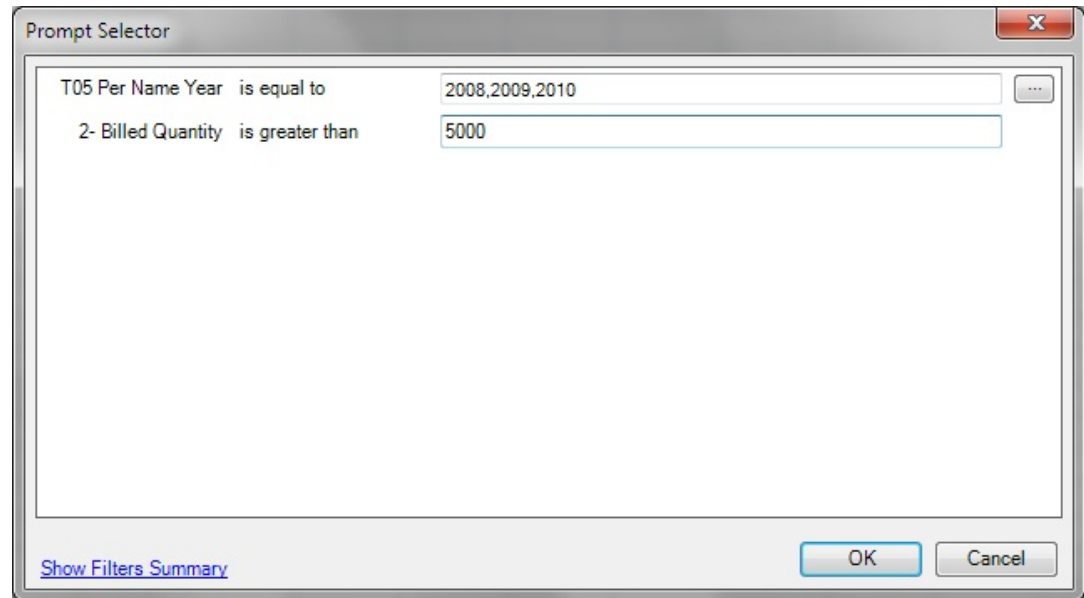 Prompt Selector
T05 Per Name Year is equal to 2008,2009,2010 ...
2- Billed Quantity is greater than 5000
Show Filters Summary OK Cancel